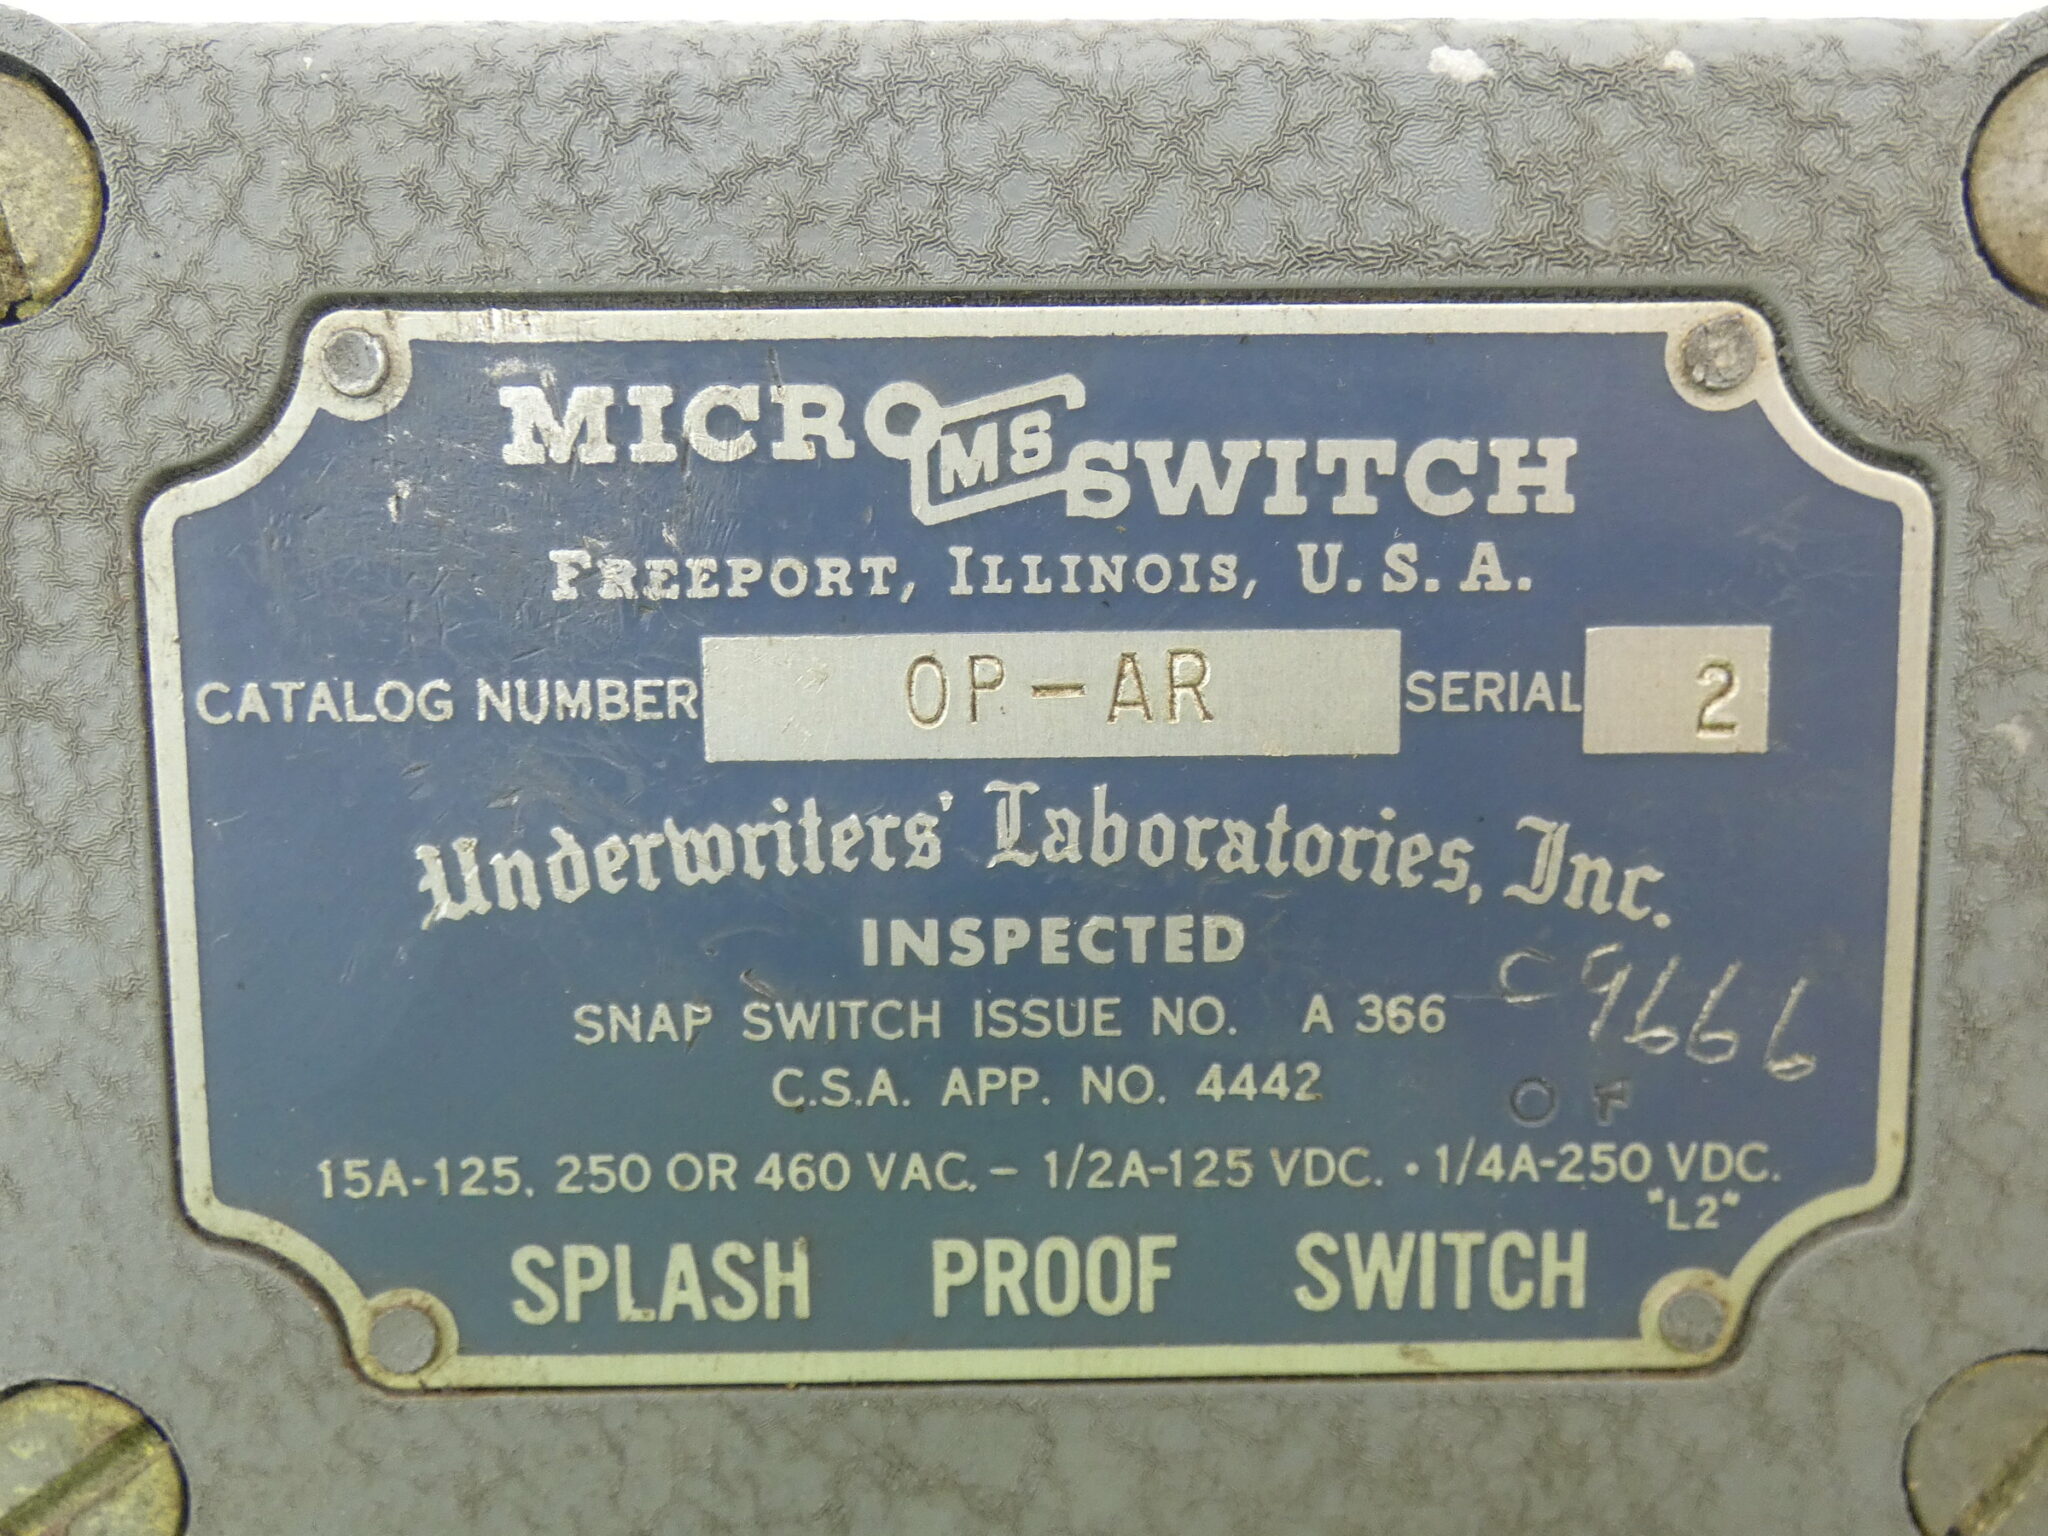 MICRO MS SWITCH
FREEPORT, ILLINOIS, U.S.A.
CATALOG NUMBER OP-AR SERIAL 2
Underwriters' Laboratories, Inc.
INSPECTED
SNAP SWITCH ISSUE NO. A 366
C9666
C.S.A. APP. NO. 4442
OF
15A-125, 250 OR 460 VAC. - 1/2A-125 VDC. • 1/4A-250 VDC.
"L2"
SPLASH PROOF SWITCH